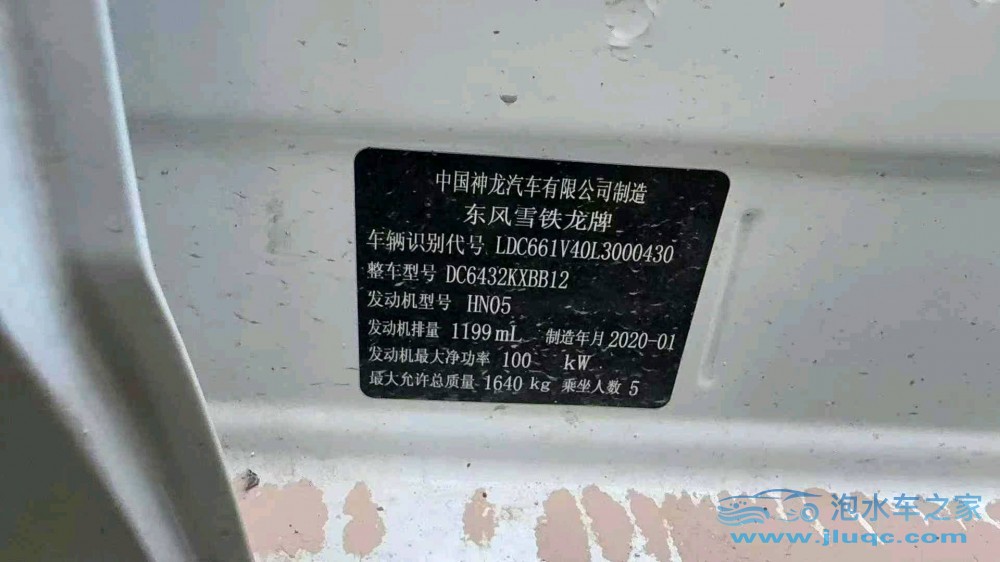 中国神龙汽车有限公司制造
东风雪铁龙牌
车辆识别代号 LDC661V40L3000430
整车型号 DC6432KXBB12
发动机型号 HN05
发动机排量 1199mL 制造年月 2020-01
发动机最大净功率 100 kW
最大允许总质量 1640 kg 乘坐人数 5
泡水车之家
www.jluqc.com